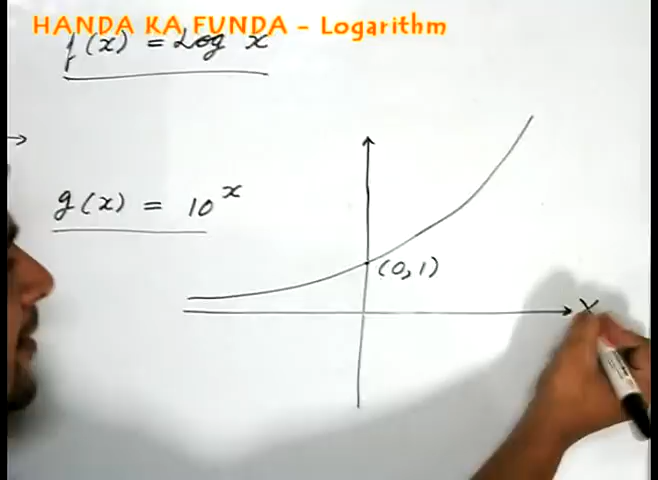 HANDA KA FUNDA - Logarithm
f(x) = Log x
g(x) = 10^x
(0,1)
X